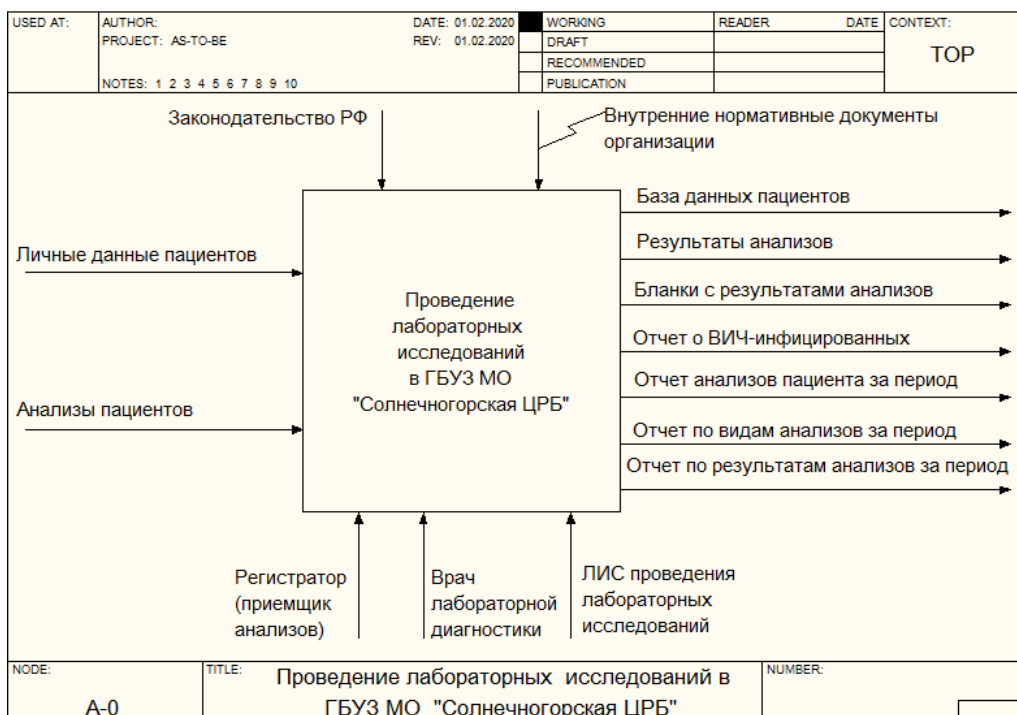 USED AT:
AUTHOR:
DATE: 01.02.2020
PROJECT: AS-TO-BE
REV: 01.02.2020
NOTES: 1 2 3 4 5 6 7 8 9 10
WORKING
DRAFT
RECOMMENDED
PUBLICATION
READER
DATE
CONTEXT:
TOP
Законодательство РФ
Внутренние нормативные документы
организации
Личные данные пациентов
Анализы пациентов
Проведение
лабораторных
исследований
в ГБУЗ МО
"Солнечногорская ЦРБ"
База данных пациентов
Результаты анализов
Бланки с результатами анализов
Отчет о ВИЧ-инфицированных
Отчет анализов пациента за период
Отчет по видам анализов за период
Отчет по результатам анализов за период
Регистратор
(приемщик
анализов)
Врач
лабораторной
диагностики
ЛИС проведения
лабораторных
исследований
NODE:
A-0
TITLE:
Проведение лабораторных исследований в
ГБУЗ МО "Солнечногорская ЦРБ"
NUMBER: